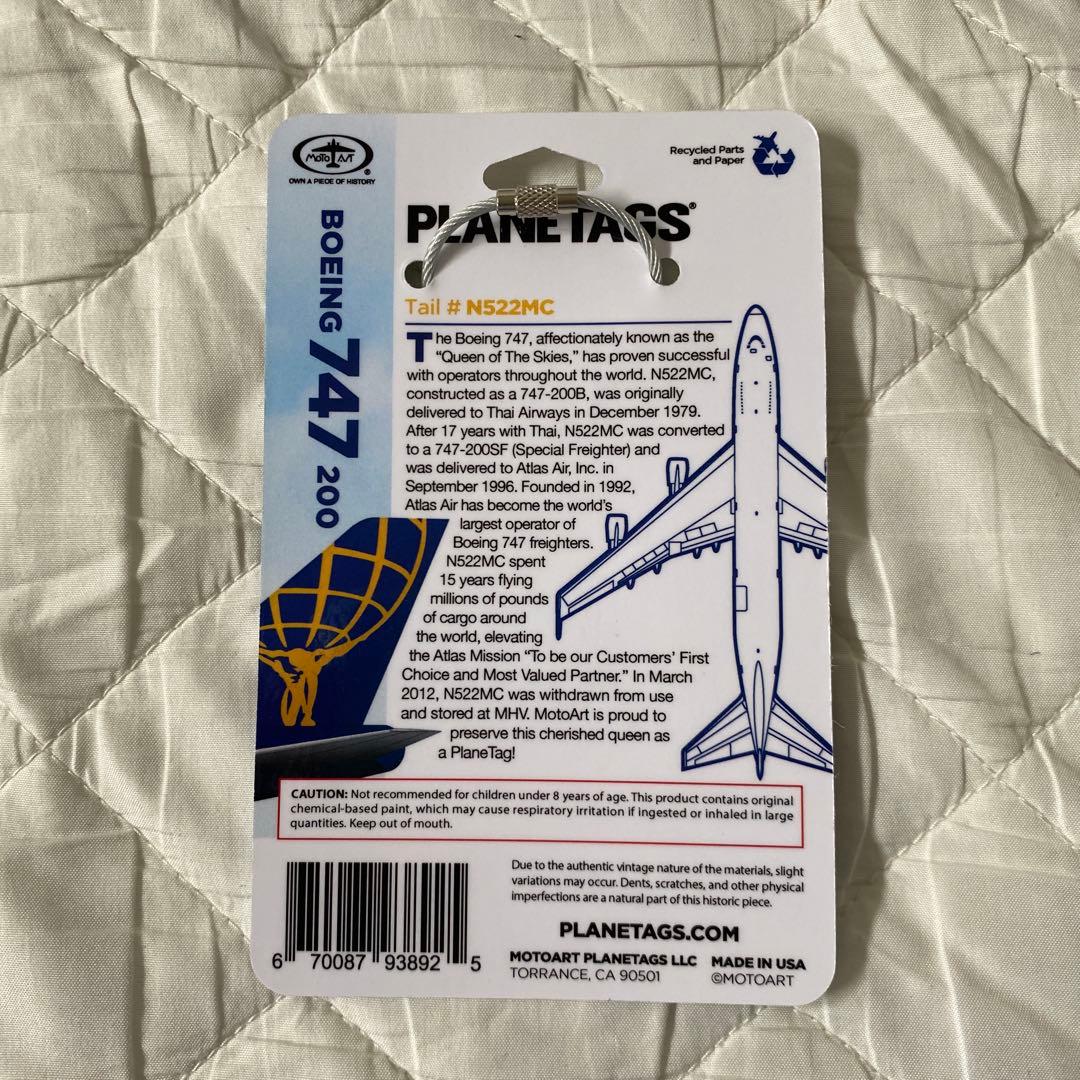 MotoArt
®
OWN A PIECE OF HISTORY
Recycled Parts
and Paper
PLANETAGS®
BOEING 747 200
Tail # N522MC
The Boeing 747, affectionately known as the
“Queen of The Skies,” has proven successful
with operators throughout the world. N522MC,
constructed as a 747-200B, was originally
delivered to Thai Airways in December 1979.
After 17 years with Thai, N522MC was converted
to a 747-200SF (Special Freighter) and
was delivered to Atlas Air, Inc. in
September 1996. Founded in 1992,
Atlas Air has become the world’s
largest operator of
Boeing 747 freighters.
N522MC spent
15 years flying
millions of pounds
of cargo around
the world, elevating
the Atlas Mission “To be our Customers’ First
Choice and Most Valued Partner.” In March
2012, N522MC was withdrawn from use
and stored at MHV. MotoArt is proud to
preserve this cherished queen as
a PlaneTag!
CAUTION: Not recommended for children under 8 years of age. This product contains original
chemical-based paint, which may cause respiratory irritation if ingested or inhaled in large
quantities. Keep out of mouth.
Due to the authentic vintage nature of the materials, slight
variations may occur. Dents, scratches, and other physical
imperfections are a natural part of this historic piece.
PLANETAGS.COM
MOTOART PLANETAGS LLC MADE IN USA
TORRANCE, CA 90501 ©MOTOART
6 70087 93892 5